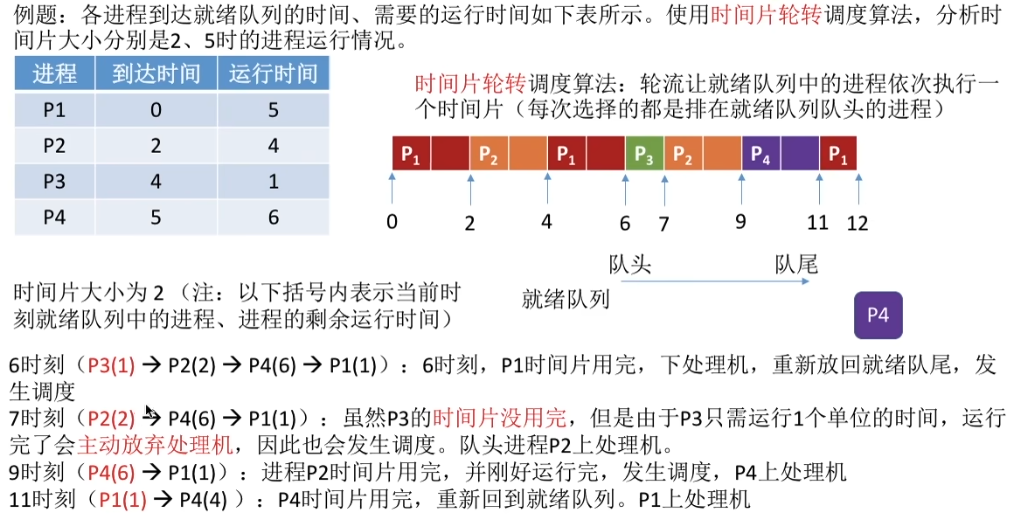 例题：各进程到达就绪队列的时间、需要的运行时间如下表所示。使用时间片轮转调度算法，分析时
间片大小分别是2、5时的进程运行情况。
进程 到达时间 运行时间
P1 0 5
P2 2 4
P3 4 1
P4 5 6
时间片轮转调度算法：轮流让就绪队列中的进程依次执行一
个时间片（每次选择的都是排在就绪队列队头的进程）
P1 P2 P1 P3 P2 P4 P1
0 2 4 6 7 9 11 12
队头 队尾
就绪队列
P4
时间片大小为 2 （注：以下括号内表示当前时
刻就绪队列中的进程、进程的剩余运行时间）
6时刻（P3(1) → P2(2) → P4(6) → P1(1)）：6时刻，P1时间片用完，下处理机，重新放回就绪队尾，发
生调度
7时刻（P2(2) → P4(6) → P1(1)）：虽然P3的时间片没用完，但是由于P3只需运行1个单位的时间，运行
完了会主动放弃处理机，因此也会发生调度。队头进程P2上处理机。
9时刻（P4(6) → P1(1)）：进程P2时间片用完，并刚好运行完，发生调度，P4上处理机
11时刻（P1(1) → P4(4) ）：P4时间片用完，重新回到就绪队列。P1上处理机